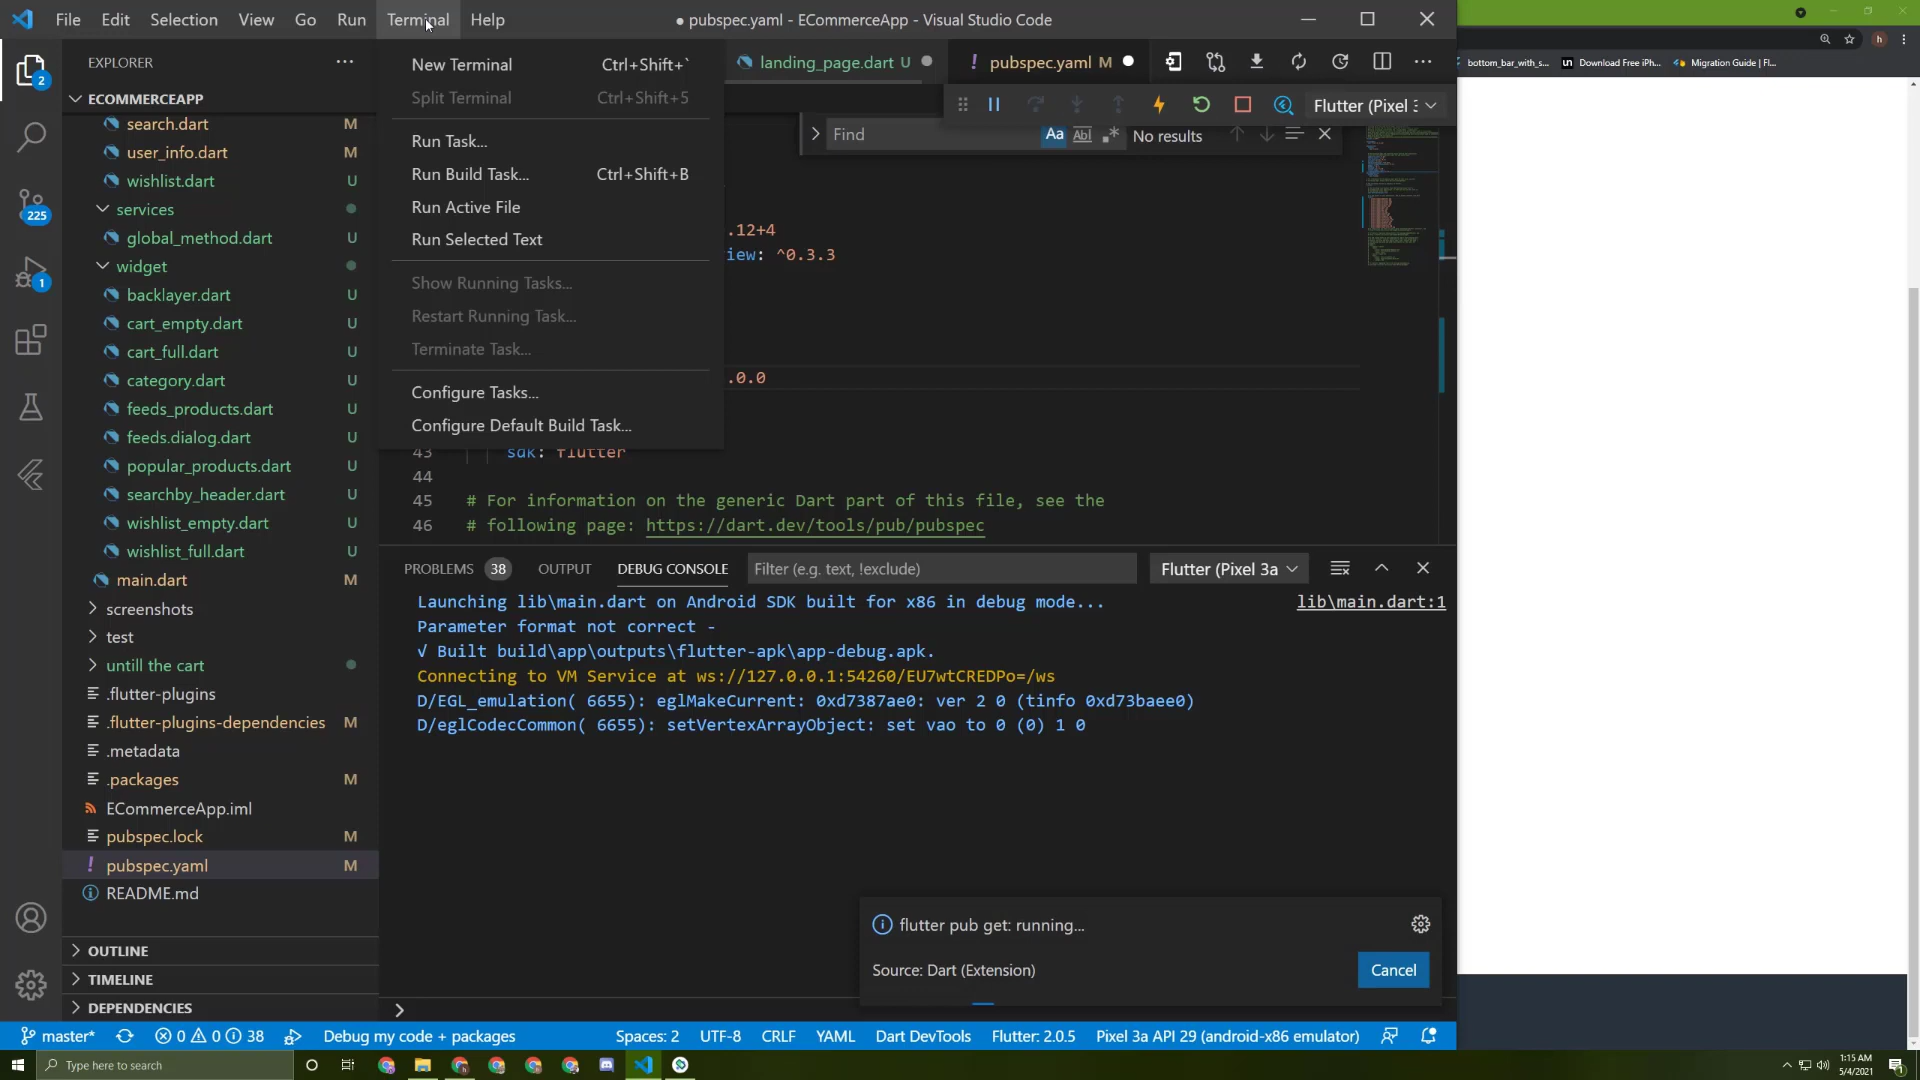 File Edit Selection View Go Run Terminal Help
● pubspec.yaml - ECommerceApp - Visual Studio Code
EXPLORER
2
ECOMMERCEAPP
search.dart M
user_info.dart M
wishlist.dart U
services
global_method.dart U
widget
backlayer.dart U
cart_empty.dart U
cart_full.dart U
category.dart U
feeds_products.dart U
feeds.dialog.dart U
popular_products.dart U
searchby_header.dart U
wishlist_empty.dart U
wishlist_full.dart U
main.dart M
screenshots
test
untill the cart
.flutter-plugins
.flutter-plugins-dependencies M
.metadata
.packages M
ECommerceApp.iml
pubspec.lock M
pubspec.yaml M
README.md
OUTLINE
TIMELINE
DEPENDENCIES
225
1
New Terminal Ctrl+Shift+`
Split Terminal Ctrl+Shift+5
Run Task...
Run Build Task... Ctrl+Shift+B
Run Active File
Run Selected Text
Show Running Tasks...
Restart Running Task...
Terminate Task...
Configure Tasks...
Configure Default Build Task...
landing_page.dart U
! pubspec.yaml M
Flutter (Pixel 3
Find Aa Abl No results
.12+4
iew: ^0.3.3
.0.0
43 sdk: flutter
44
45 # For information on the generic Dart part of this file, see the
46 # following page: https://dart.dev/tools/pub/pubspec
PROBLEMS 38 OUTPUT DEBUG CONSOLE Filter (e.g. text, !exclude) Flutter (Pixel 3a
Launching lib\main.dart on Android SDK built for x86 in debug mode... lib\main.dart:1
Parameter format not correct -
√ Built build\app\outputs\flutter-apk\app-debug.apk.
Connecting to VM Service at ws://127.0.0.1:54260/EU7wtCREDPo=/ws
D/EGL_emulation( 6655): eglMakeCurrent: 0xd7387ae0: ver 2 0 (tinfo 0xd73baee0)
D/eglCodecCommon( 6655): setVertexArrayObject: set vao to 0 (0) 1 0
flutter pub get: running...
Source: Dart (Extension)
Cancel
master* 0 0 38 Debug my code + packages Spaces: 2 UTF-8 CRLF YAML Dart DevTools Flutter: 2.0.5 Pixel 3a API 29 (android-x86 emulator)
Type here to search
1:15 AM
5/4/2021
bottom_bar_with_s... un Download Free iPh... Migration Guide | Fl...
h